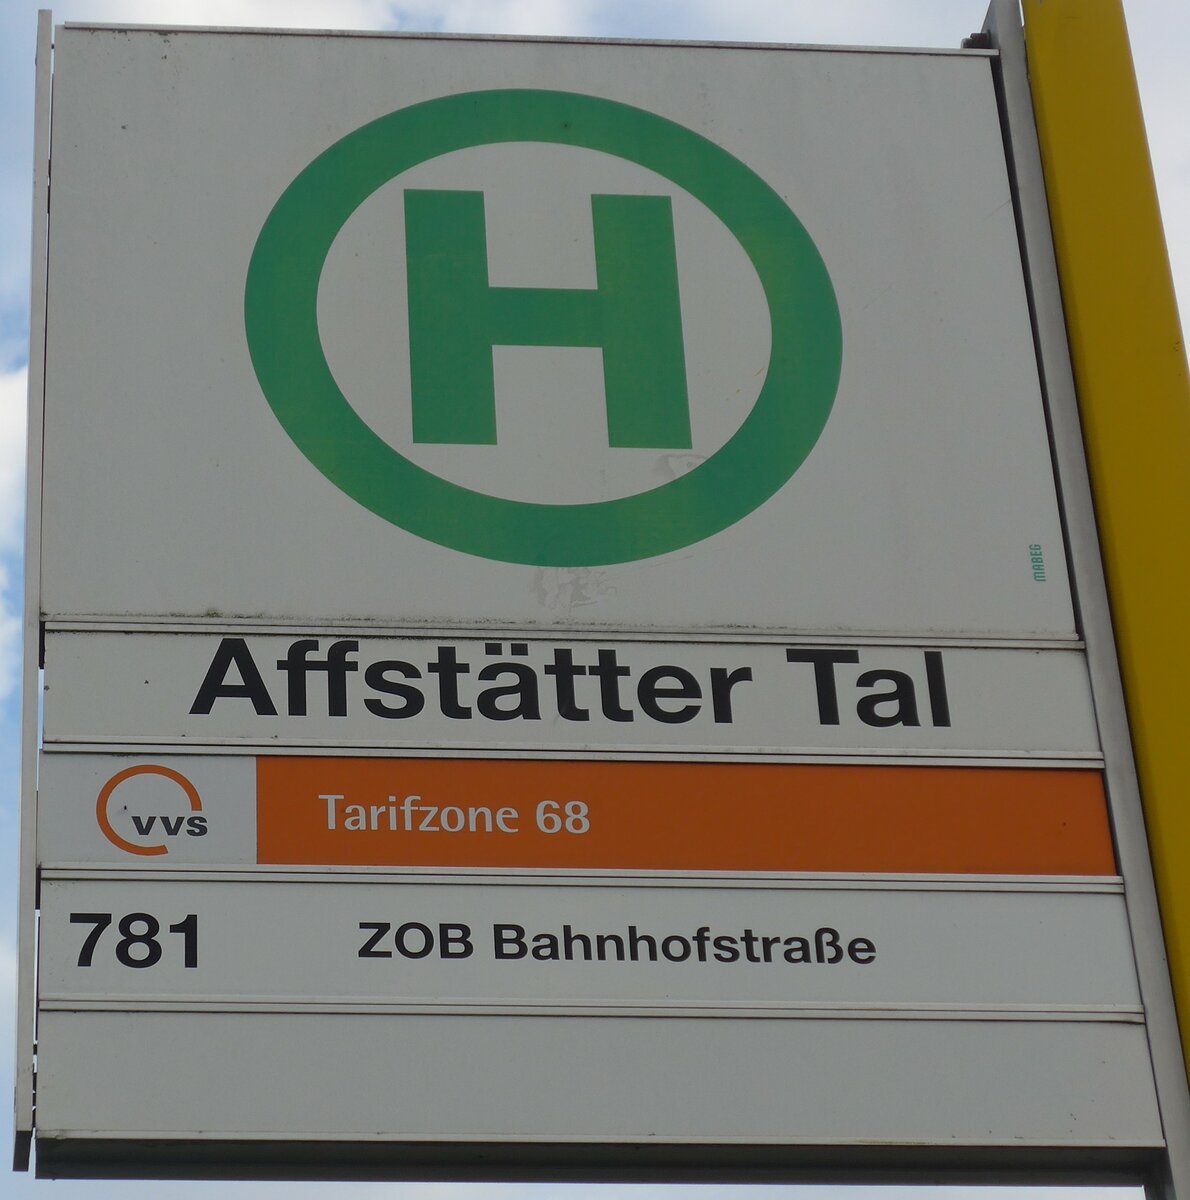 H
MABEG
Affstätter Tal
vvs
Tarifzone 68
781 ZOB Bahnhofstraße